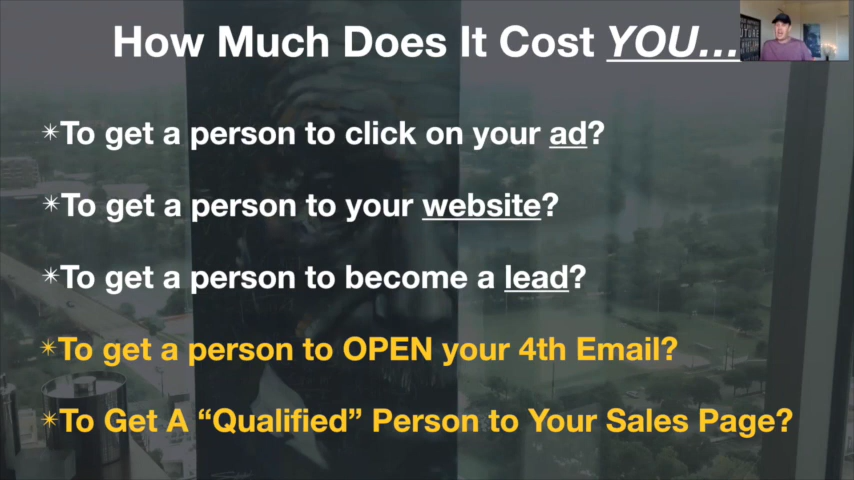 How Much Does It Cost YOU...
✴To get a person to click on your ad?
✴To get a person to your website?
✴To get a person to become a lead?
✴To get a person to OPEN your 4th Email?
✴To Get A “Qualified” Person to Your Sales Page?